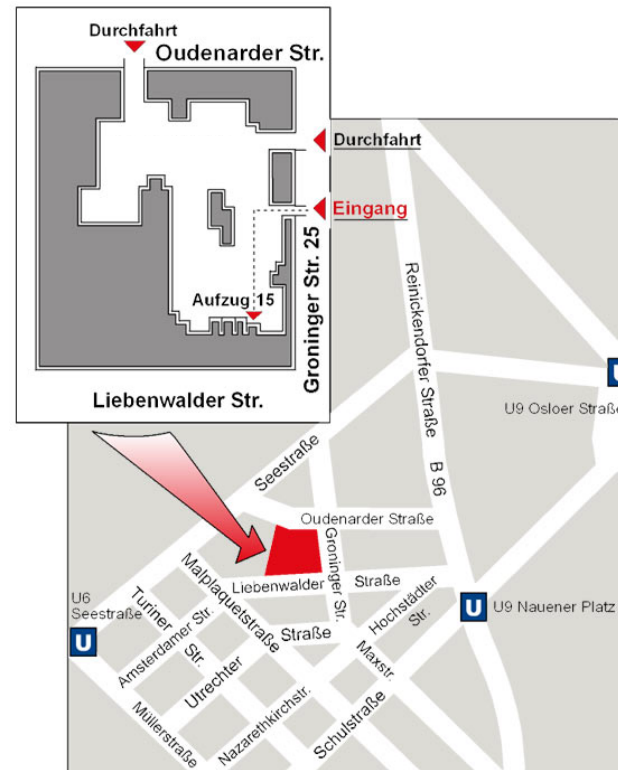 Durchfahrt
Oudenarder Str.
Durchfahrt
Eingang
Groninger Str. 25
Aufzug 15
Liebenwalder Str.
Reinickendorfer Straße
B 96
U
U9 Osloer Straße
Seestraße
Oudenarder Straße
Groninger Str.
Liebenwalder Straße
Malplaquetstraße
Hochstädter
Str.
U
U9 Nauener Platz
U6
Seestraße
U
Turiner
Str.
Amsterdamer Str.
Utrechter Straße
Maxstr.
Müllerstraße
Nazarethkirchstr.
Schulstraße